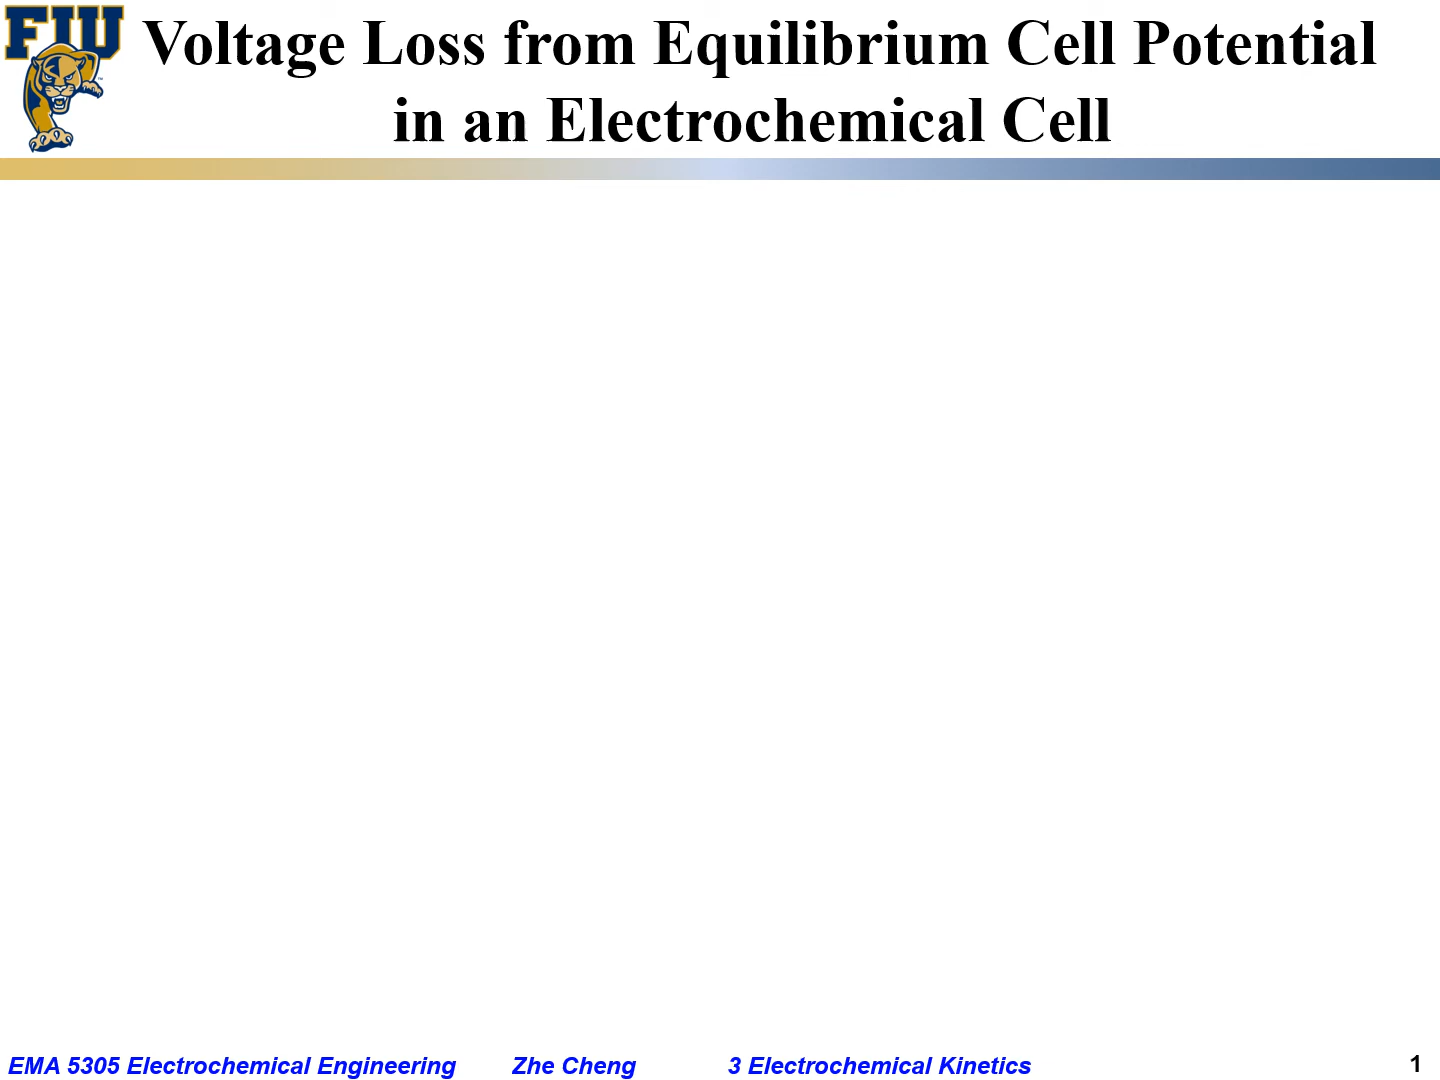 FIU
Voltage Loss from Equilibrium Cell Potential
in an Electrochemical Cell
EMA 5305 Electrochemical Engineering Zhe Cheng 3 Electrochemical Kinetics 1